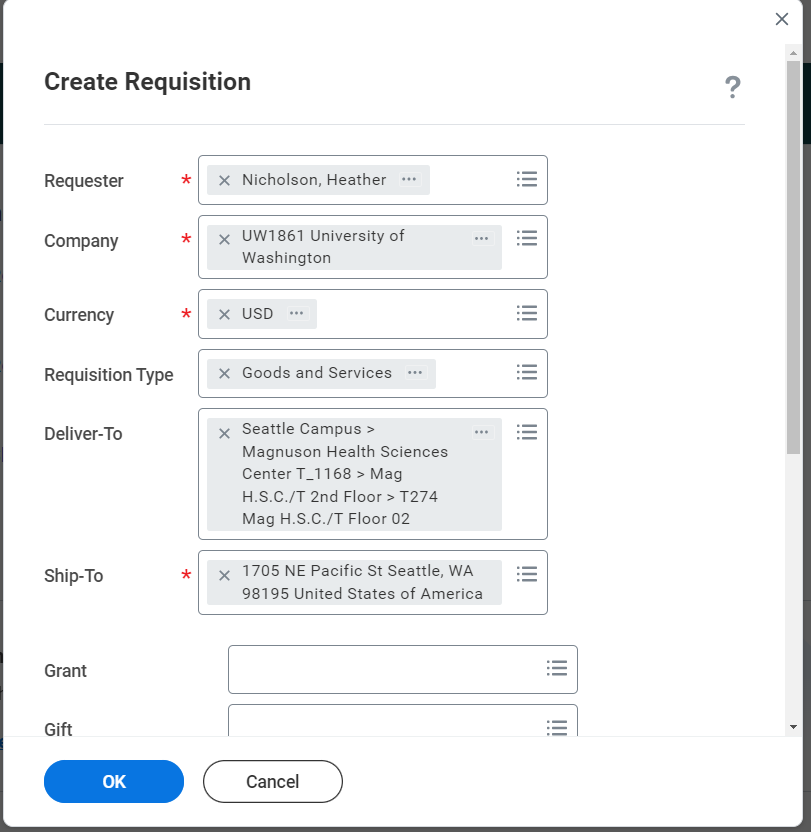 Create Requisition
?
Requester *
Nicholson, Heather
Company *
UW1861 University of
Washington
Currency *
USD
Requisition Type
Goods and Services
Deliver-To
Seattle Campus >
Magnuson Health Sciences
Center T_1168 > Mag
H.S.C./T 2nd Floor > T274
Mag H.S.C./T Floor 02
Ship-To *
1705 NE Pacific St Seattle, WA
98195 United States of America
Grant
Gift
OK
Cancel